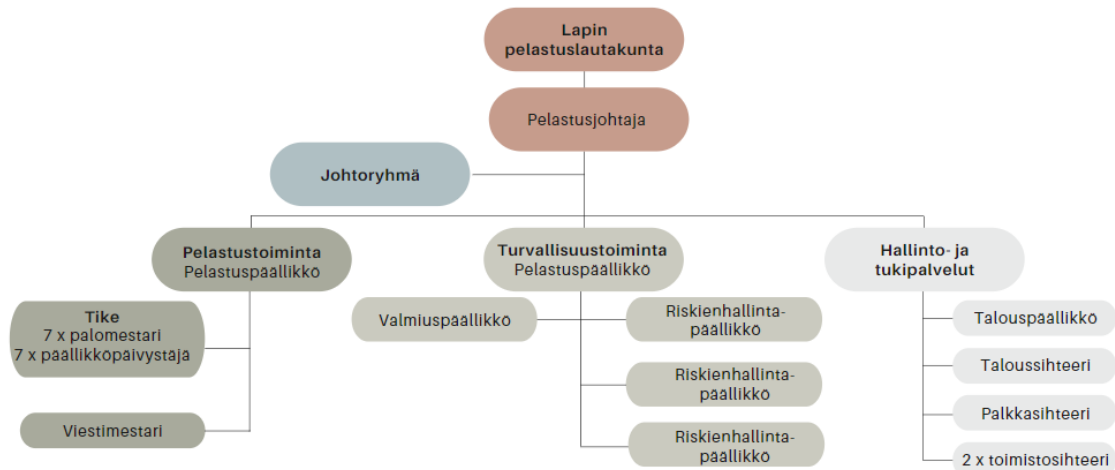 Lapin
pelastuslautakunta
Pelastusjohtaja
Johtoryhmä
Pelastustoiminta
Pelastuspäällikkö
Turvallisuustoiminta
Pelastuspäällikkö
Hallinto- ja
tukipalvelut
Tike
7 x palomestari
7 x päällikköpäivystäjä
Viestimestari
Valmiuspäällikkö
Riskienhallinta-
päällikkö
Riskienhallinta-
päällikkö
Riskienhallinta-
päällikkö
Talouspäällikkö
Taloussihteeri
Palkkasihteeri
2 x toimistosihteeri